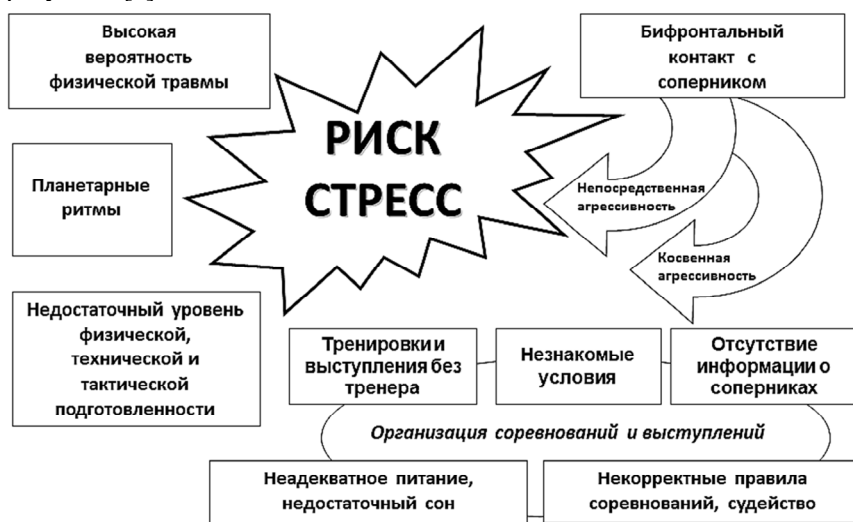 Высокая
вероятность
физической травмы
Бифронтальный
контакт с
соперником
РИСК
СТРЕСС
Планетарные
ритмы
Непосредственная
агрессивность
Косвенная
агрессивность
Недостаточный уровень
физической,
технической и
тактической
подготовленности
Тренировки и
выступления без
тренера
Незнакомые
условия
Отсутствие
информации о
соперниках
Организация соревнований и выступлений
Неадекватное питание,
недостаточный сон
Некорректные правила
соревнований, судейство